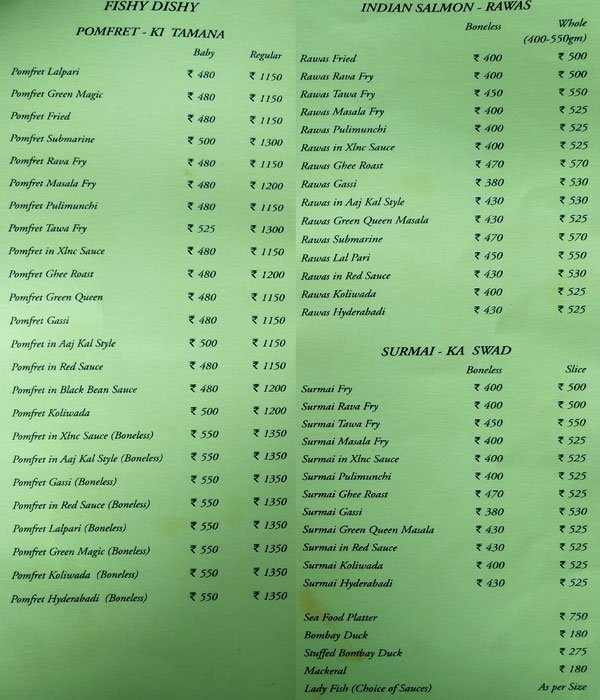 FISHY DISHY
POMFRET - KI TAMANA
Baby Regular
Pomfret Lalpari ₹ 480 ₹ 1150
Pomfret Green Magic ₹ 480 ₹ 1150
Pomfret Fried ₹ 480 ₹ 1150
Pomfret Submarine ₹ 500 ₹ 1300
Pomfret Rava Fry ₹ 480 ₹ 1150
Pomfret Masala Fry ₹ 480 ₹ 1200
Pomfret Pulimunchi ₹ 480 ₹ 1150
Pomfret Tawa Fry ₹ 525 ₹ 1300
Pomfret in Xlnc Sauce ₹ 480 ₹ 1150
Pomfret Ghee Roast ₹ 480 ₹ 1200
Pomfret Green Queen ₹ 480 ₹ 1150
Pomfret Gassi ₹ 480 ₹ 1150
Pomfret in Aaj Kal Style ₹ 500 ₹ 1150
Pomfret in Red Sauce ₹ 480 ₹ 1150
Pomfret in Black Bean Sauce ₹ 480 ₹ 1200
Pomfret Koliwada ₹ 500 ₹ 1200
Pomfret in Xlnc Sauce (Boneless) ₹ 550 ₹ 1350
Pomfret in Aaj Kal Style (Boneless) ₹ 550 ₹ 1350
Pomfret Gassi (Boneless) ₹ 550 ₹ 1350
Pomfret in Red Sauce (Boneless) ₹ 550 ₹ 1350
Pomfret Lalpari (Boneless) ₹ 550 ₹ 1350
Pomfret Green Magic (Boneless) ₹ 550 ₹ 1350
Pomfret Koliwada (Boneless) ₹ 550 ₹ 1350
Pomfret Hyderabadi (Boneless) ₹ 550 ₹ 1350
INDIAN SALMON - RAWAS
Boneless Whole
(400-550gm)
Rawas Fried ₹ 400 ₹ 500
Rawas Rava Fry ₹ 400 ₹ 500
Rawas Tawa Fry ₹ 450 ₹ 550
Rawas Masala Fry ₹ 400 ₹ 525
Rawas Pulimunchi ₹ 400 ₹ 525
Rawas in Xlnc Sauce ₹ 400 ₹ 525
Rawas Ghee Roast ₹ 470 ₹ 570
Rawas Gassi ₹ 380 ₹ 530
Rawas in Aaj Kal Style ₹ 430 ₹ 530
Rawas Green Queen Masala ₹ 430 ₹ 525
Rawas Submarine ₹ 470 ₹ 570
Rawas Lal Pari ₹ 450 ₹ 550
Rawas in Red Sauce ₹ 430 ₹ 530
Rawas Koliwada ₹ 400 ₹ 525
Rawas Hyderabadi ₹ 430 ₹ 525
SURMAI - KA SWAD
Boneless Slice
Surmai Fry ₹ 400 ₹ 500
Surmai Rava Fry ₹ 400 ₹ 500
Surmai Tawa Fry ₹ 450 ₹ 550
Surmai Masala Fry ₹ 400 ₹ 525
Surmai in Xlnc Sauce ₹ 400 ₹ 525
Surmai Pulimunchi ₹ 400 ₹ 525
Surmai Ghee Roast ₹ 470 ₹ 525
Surmai Gassi ₹ 380 ₹ 530
Surmai Green Queen Masala ₹ 430 ₹ 525
Surmai in Red Sauce ₹ 430 ₹ 525
Surmai Koliwada ₹ 400 ₹ 525
Surmai Hyderabadi ₹ 430 ₹ 525
Sea Food Platter ₹ 750
Bombay Duck ₹ 180
Stuffed Bombay Duck ₹ 275
Mackeral ₹ 180
Lady Fish (Choice of Sauces) As per Size